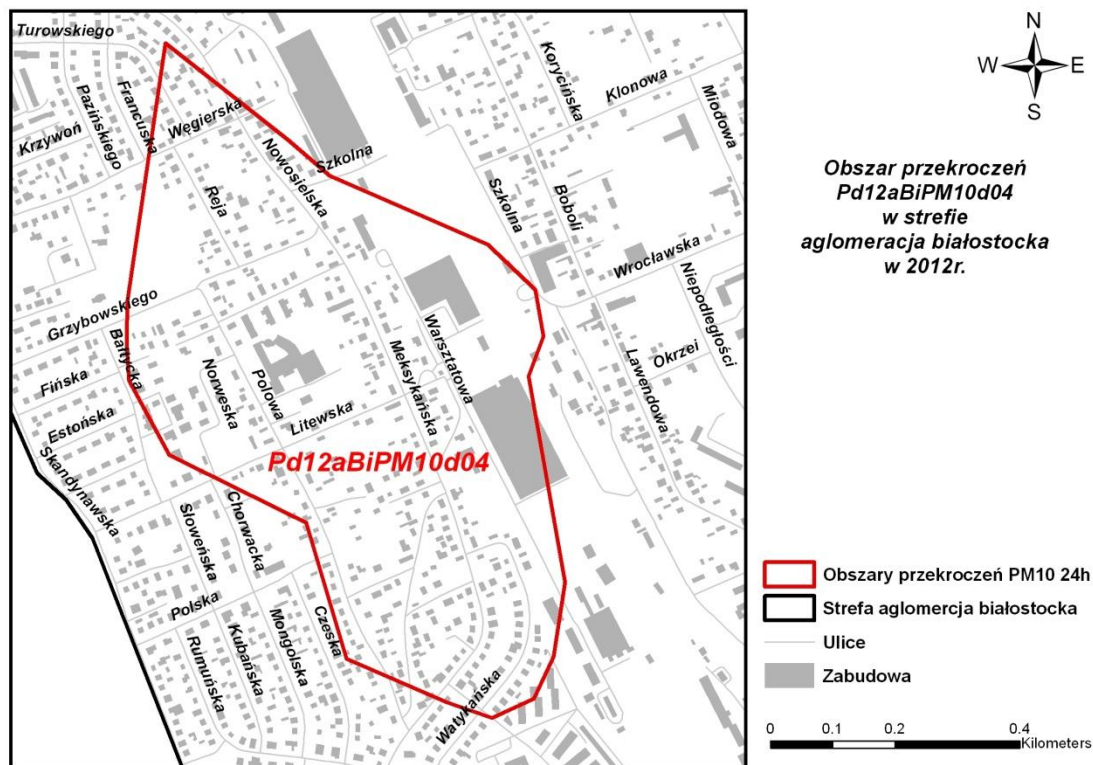 Turowskiego
Pazińskiego
Francuska
Krzywoń
Węgierska
Nowosielska
Szkolna
Reja
Korycińska
Klonowa
Miodowa
Szkolna
Boboli
Wrocławska
Niepodległości
Okrzei
Lawendowa
Grzybowskiego
Bałtycka
Fińska
Estońska
Norweska
Polowa
Litewska
Meksykańska
Warsztatowa
Skandynawska
Pd12aBiPM10d04
Chorwacka
Słoweńska
Polska
Rumuńska
Kubańska
Mongolska
Czeska
Watykańska
N
W E
S
Obszar przekroczeń
Pd12aBiPM10d04
w strefie
aglomeracja białostocka
w 2012r.
Obszary przekroczeń PM10 24h
Strefa aglomercja białostocka
Ulice
Zabudowa
0 0.1 0.2 0.4
Kilometers